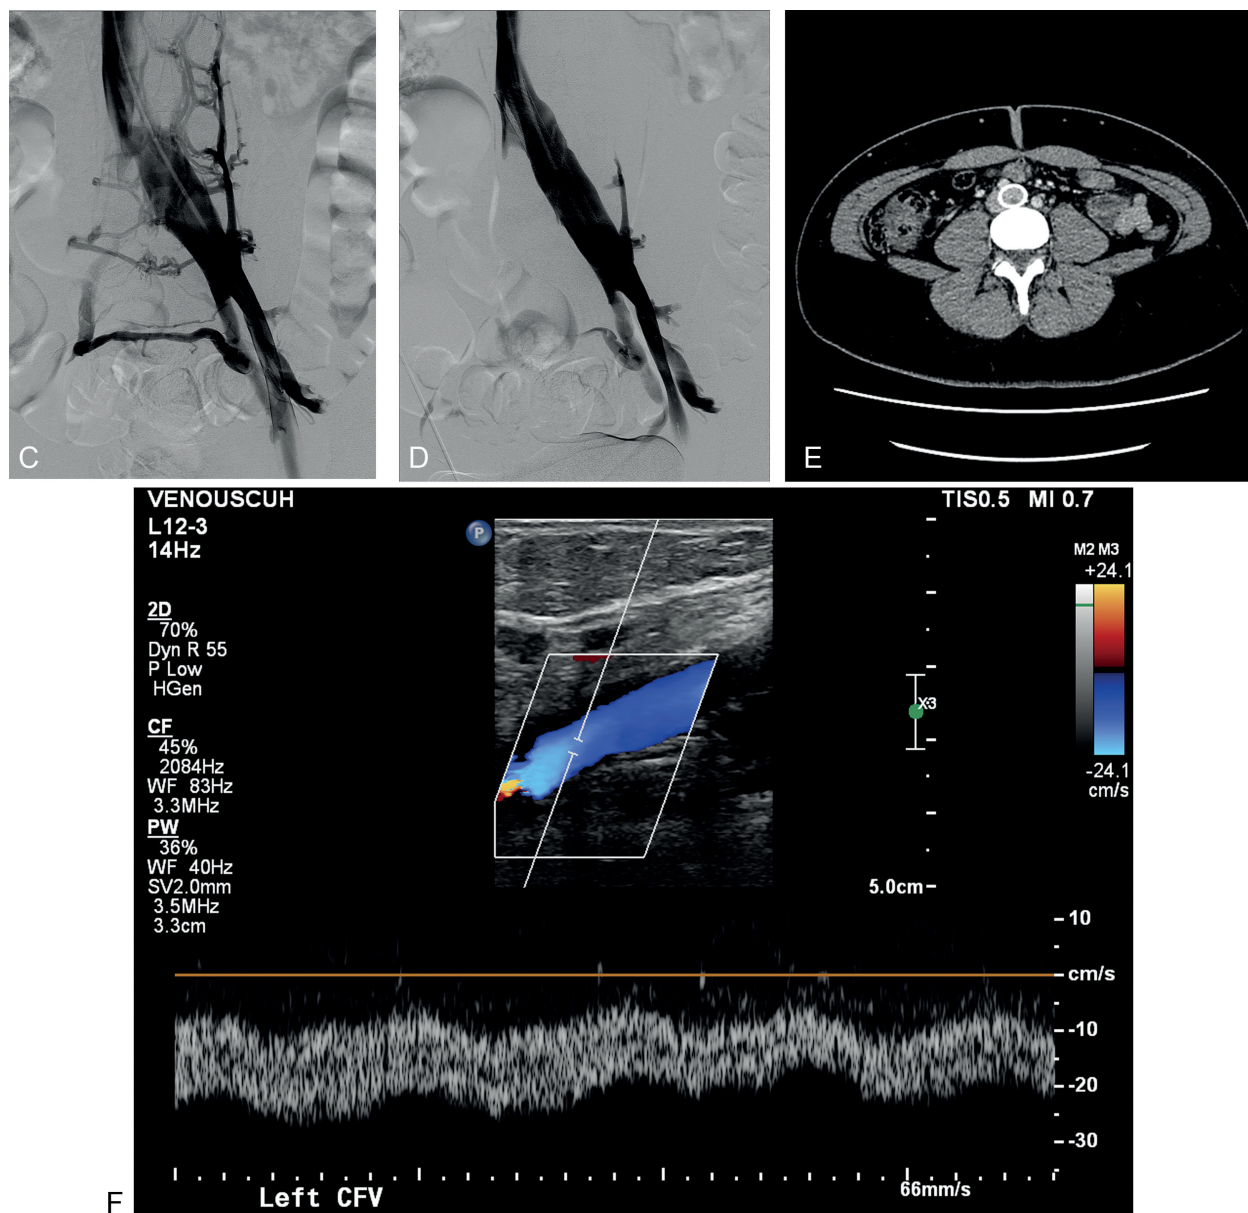 C
D
E
VENOUSCUH
TIS0.5 MI 0.7
L12-3
14Hz
P
M2 M3
+24.1
2D
70%
Dyn R 55
P Low
HGen
X3
CF
45%
2084Hz
WF 83Hz
3.3MHz
-24.1
cm/s
PW
36%
WF 40Hz
SV2.0mm
3.5MHz
3.3cm
5.0cm
10
cm/s
-10
-20
-30
66mm/s
Left CFV
F